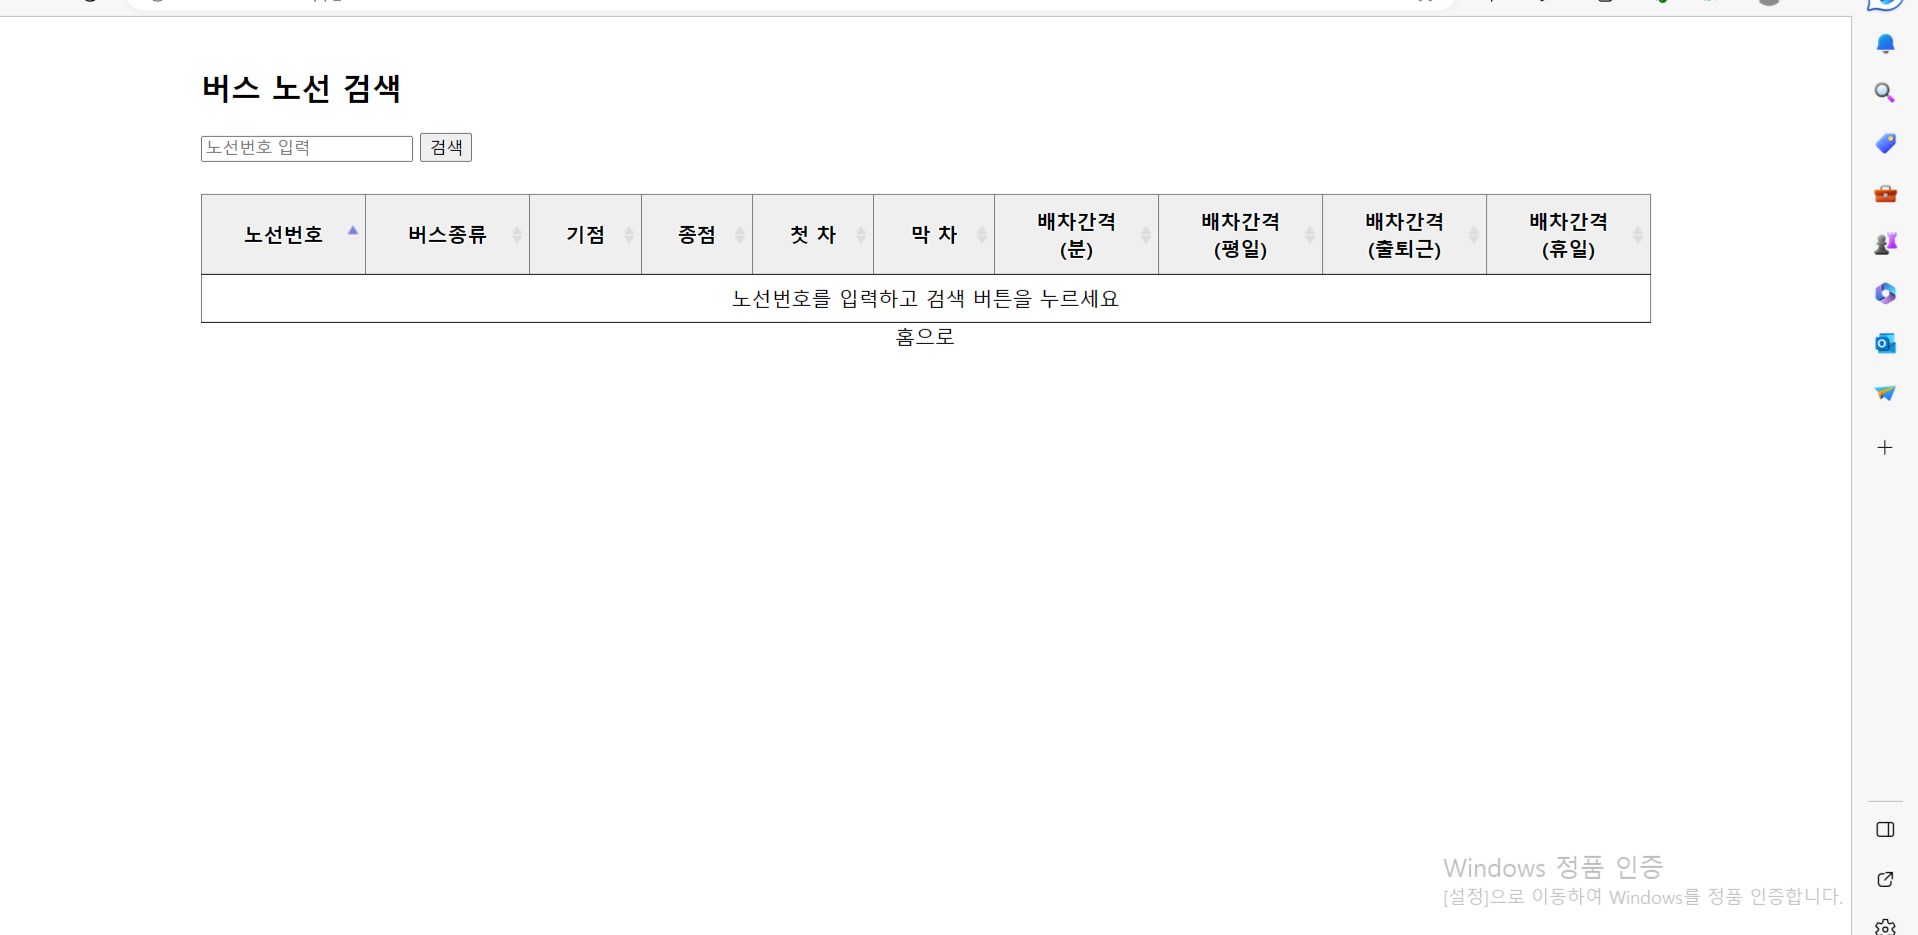 버스 노선 검색
노선번호 입력 검색
노선번호 버스종류 기점 종점 첫 차 막 차 배차간격 배차간격 배차간격 배차간격
(분) (평일) (출퇴근) (휴일)
노선번호를 입력하고 검색 버튼을 누르세요
홈으로
Windows 정품 인증
[설정]으로 이동하여 Windows를 정품 인증합니다.